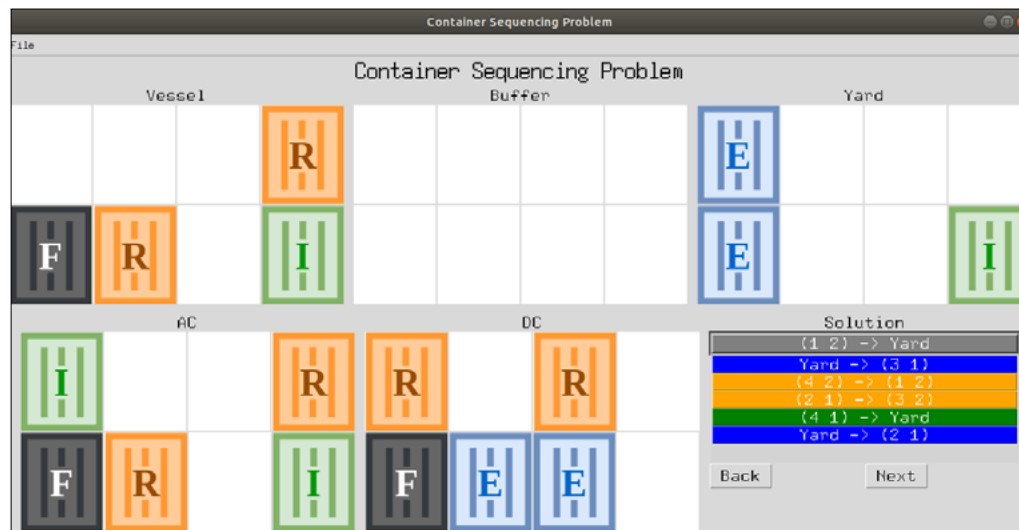 Container Sequencing Problem
File
Container Sequencing Problem
Vessel Buffer Yard
R E
F R I E I
AC DC Solution
(1 2) -> Yard
Yard -> (3 1)
(4 2) -> (1 2)
(2 1) -> (3 2)
(4 1) -> Yard
Yard -> (2 1)
I R R R
F R I F E E
Back Next